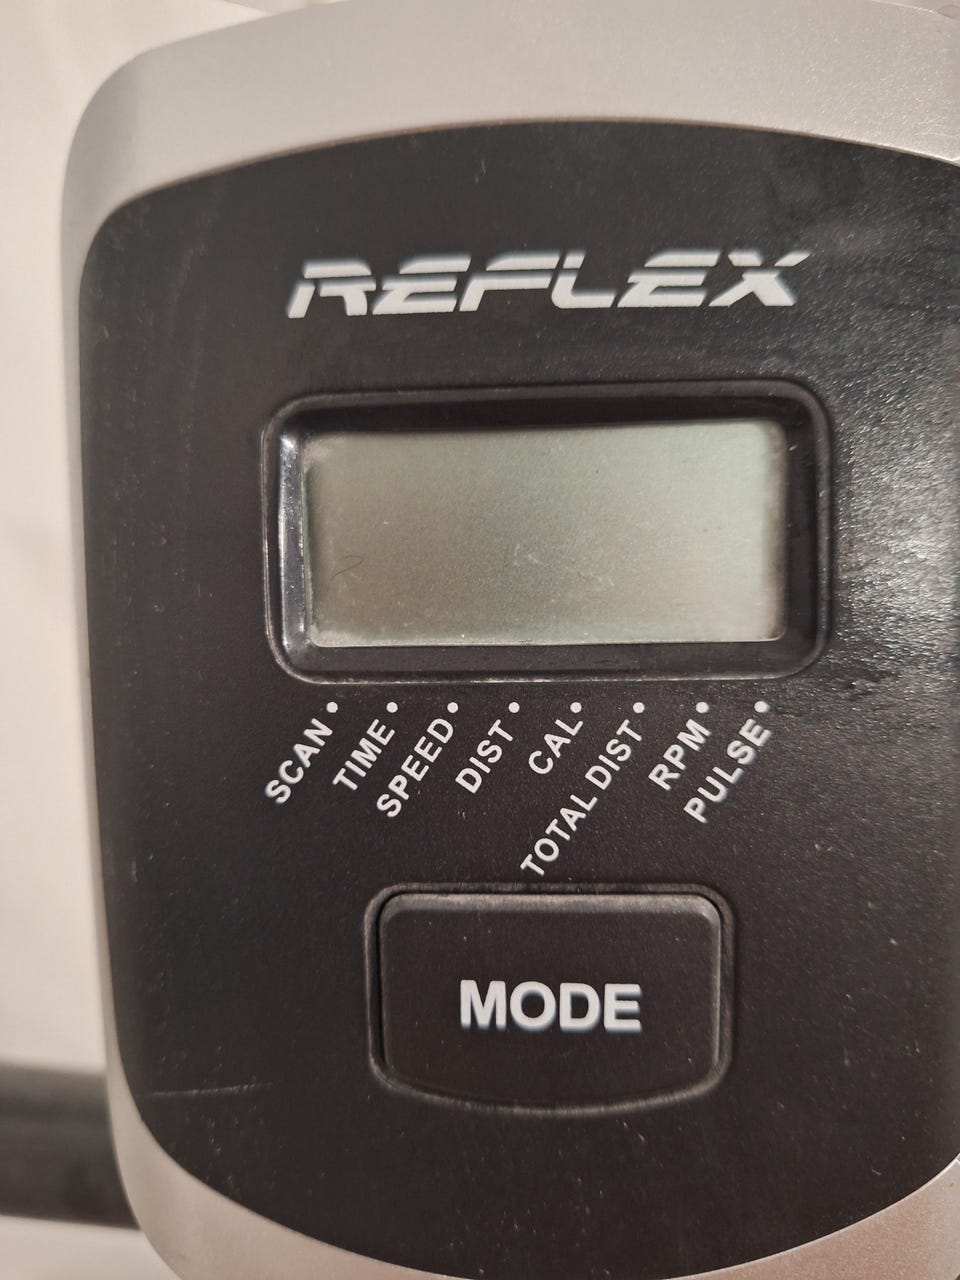 REFLEX
SCAN
TIME
SPEED
DIST
CAL
TOTAL DIST
RPM
PULSE
MODE